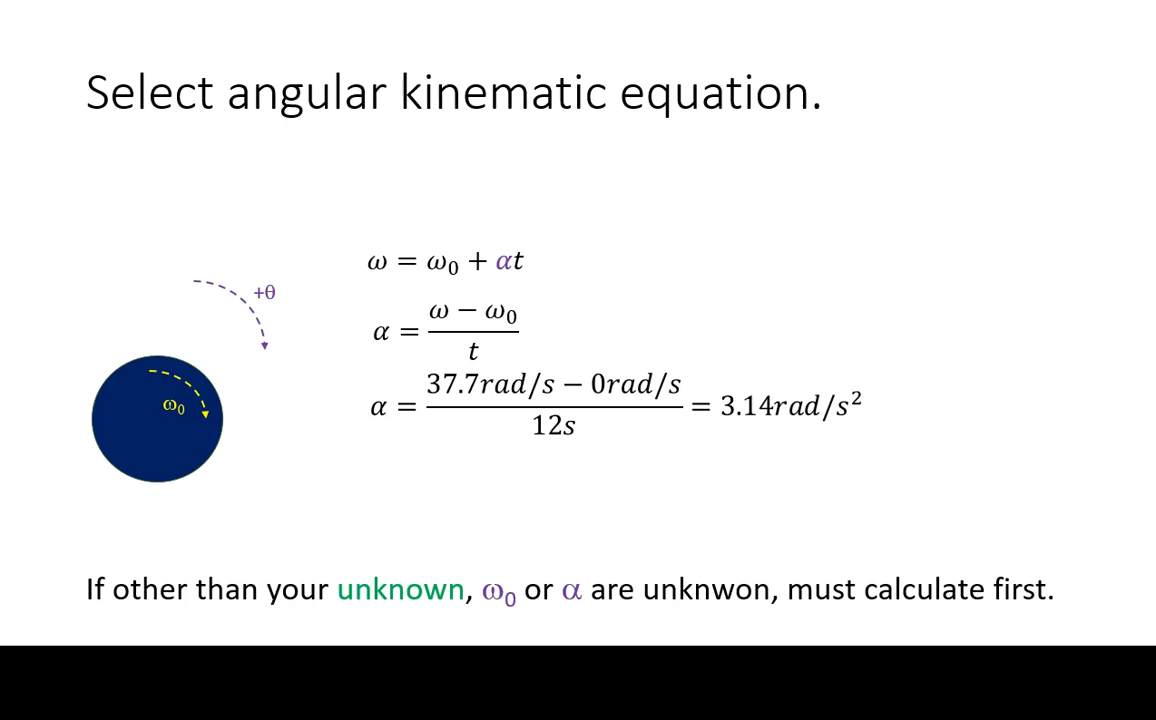 Select angular kinematic equation.
ω = ω₀ + αt
+θ
α = (ω − ω₀)/t
ω₀
α = (37.7rad/s − 0rad/s)/12s = 3.14rad/s²
If other than your unknown, ω₀ or α are unknwon, must calculate first.